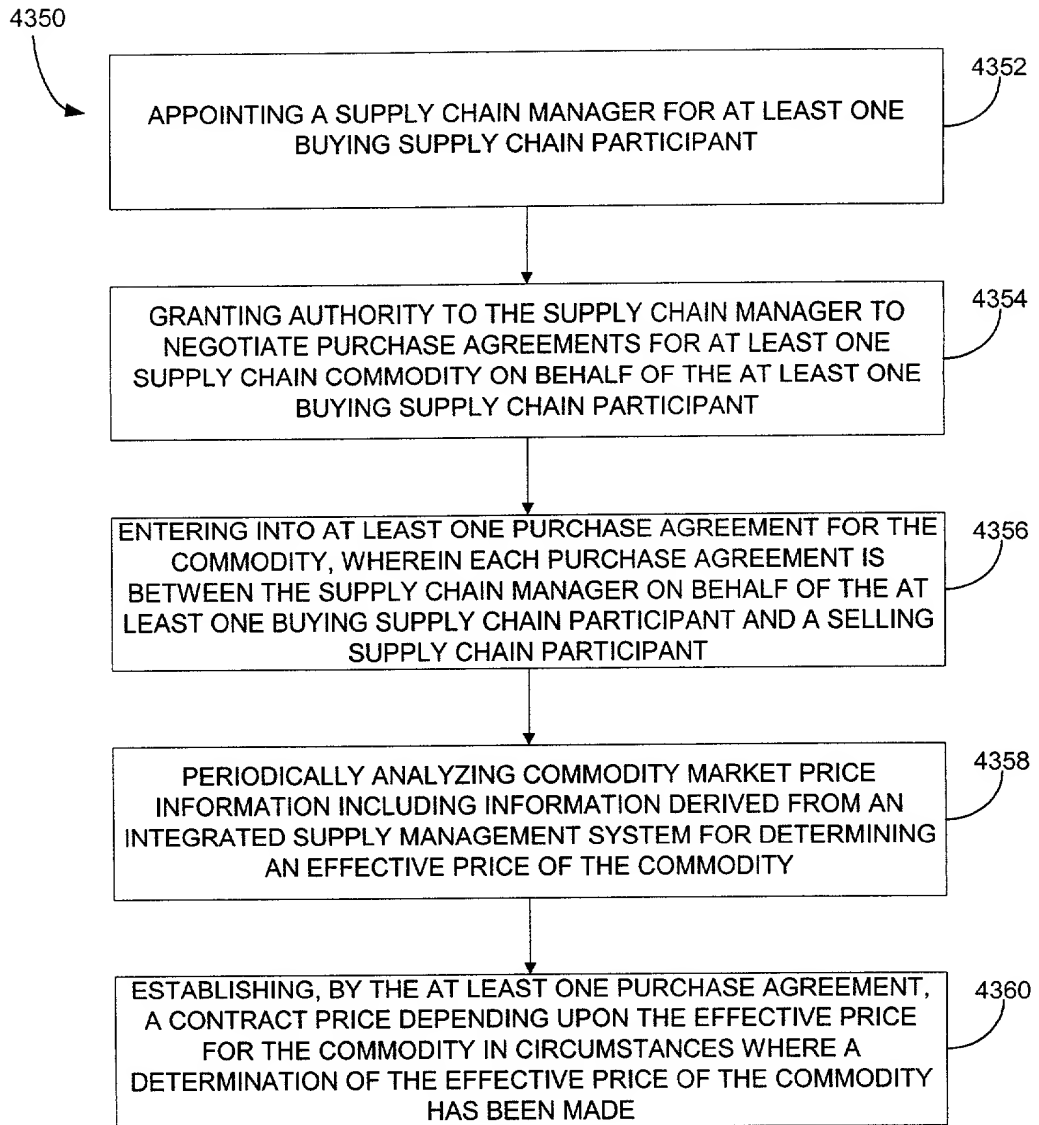 4350
4352
APPOINTING A SUPPLY CHAIN MANAGER FOR AT LEAST ONE
BUYING SUPPLY CHAIN PARTICIPANT
4354
GRANTING AUTHORITY TO THE SUPPLY CHAIN MANAGER TO
NEGOTIATE PURCHASE AGREEMENTS FOR AT LEAST ONE
SUPPLY CHAIN COMMODITY ON BEHALF OF THE AT LEAST ONE
BUYING SUPPLY CHAIN PARTICIPANT
4356
ENTERING INTO AT LEAST ONE PURCHASE AGREEMENT FOR THE
COMMODITY, WHEREIN EACH PURCHASE AGREEMENT IS
BETWEEN THE SUPPLY CHAIN MANAGER ON BEHALF OF THE AT
LEAST ONE BUYING SUPPLY CHAIN PARTICIPANT AND A SELLING
SUPPLY CHAIN PARTICIPANT
4358
PERIODICALLY ANALYZING COMMODITY MARKET PRICE
INFORMATION INCLUDING INFORMATION DERIVED FROM AN
INTEGRATED SUPPLY MANAGEMENT SYSTEM FOR DETERMINING
AN EFFECTIVE PRICE OF THE COMMODITY
4360
ESTABLISHING, BY THE AT LEAST ONE PURCHASE AGREEMENT,
A CONTRACT PRICE DEPENDING UPON THE EFFECTIVE PRICE
FOR THE COMMODITY IN CIRCUMSTANCES WHERE A
DETERMINATION OF THE EFFECTIVE PRICE OF THE COMMODITY
HAS BEEN MADE